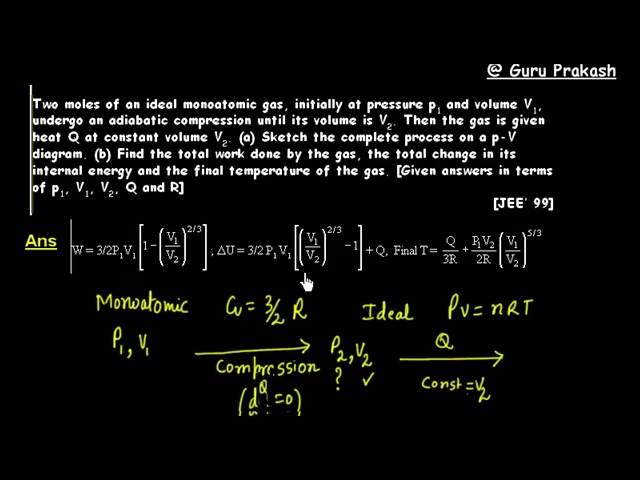 @ Guru Prakash
Two moles of an ideal monoatomic gas, initially at pressure p₁ and volume V₁,
undergo an adiabatic compression until its volume is V₂. Then the gas is given
heat Q at constant volume V₂. (a) Sketch the complete process on a p-V
diagram. (b) Find the total work done by the gas, the total change in its
internal energy and the final temperature of the gas. [Given answers in terms
of p₁, V₁, V₂, Q and R]
[JEE' 99]
Ans W = 3/2P₁V₁[1−(V₁/V₂)^2/3] ; ΔU = 3/2 P₁V₁[(V₁/V₂)^2/3 −1] + Q, Final T = Q/3R + P₁V₂/2R (V₁/V₂)^5/3
Monoatomic Cv = 3/2 R Ideal PV = nRT
P₁, V₁ P₂, V₂ Q
Compression ? ✓ Const = V₂
(dQ = 0)